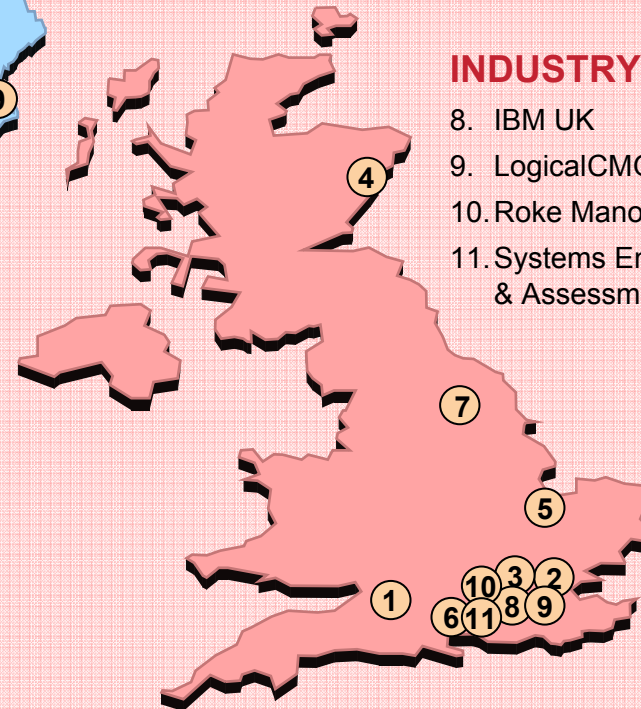 INDUSTRY
8. IBM UK
9. LogicalCM
10. Roke Mano
11. Systems En
& Assessm
4
7
5
3
2
10
1
8
9
6
11